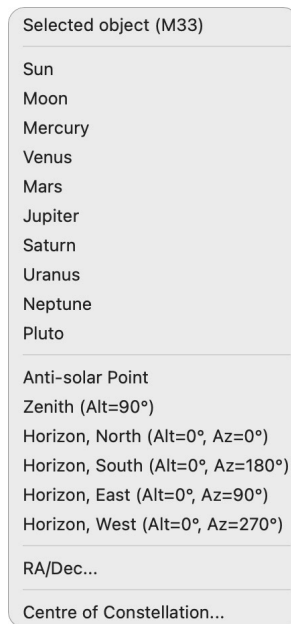 Selected object (M33)
Sun
Moon
Mercury
Venus
Mars
Jupiter
Saturn
Uranus
Neptune
Pluto
Anti-solar Point
Zenith (Alt=90°)
Horizon, North (Alt=0°, Az=0°)
Horizon, South (Alt=0°, Az=180°)
Horizon, East (Alt=0°, Az=90°)
Horizon, West (Alt=0°, Az=270°)
RA/Dec...
Centre of Constellation...